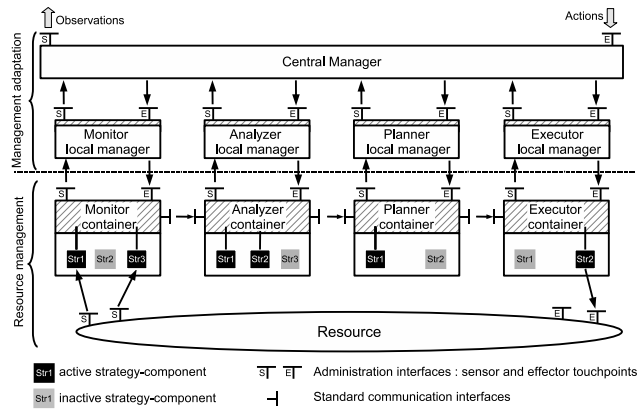 Observations
Actions
S
E
Central Manager
Management adaptation
S
E
S
E
S
E
S
E
Monitor
local manager
Analyzer
local manager
Planner
local manager
Executor
local manager
S
E
S
E
S
E
S
E
Resource management
Monitor
container
Analyzer
container
Planner
container
Executor
container
Str1
Str2
Str3
Str1
Str2
Str3
Str1
Str2
Str1
Str2
S
S
E
E
Resource
Str1 active strategy-component
S E Administration interfaces : sensor and effector touchpoints
Str1 inactive strategy-component
Standard communication interfaces